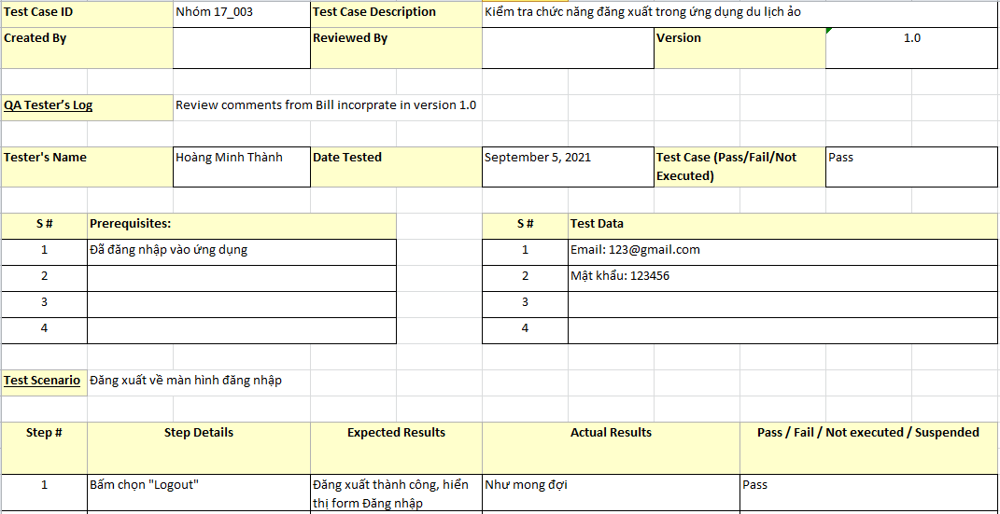 Test Case ID Nhóm 17_003 Test Case Description Kiểm tra chức năng đăng xuất trong ứng dụng du lịch ảo
Created By Reviewed By Version 1.0
QA Tester's Log Review comments from Bill incorprate in version 1.0
Tester's Name Hoàng Minh Thành Date Tested September 5, 2021 Test Case (Pass/Fail/Not Pass
Executed)
S # Prerequisites: S # Test Data
1 Đã đăng nhập vào ứng dụng 1 Email: 123@gmail.com
2 2 Mật khẩu: 123456
3 3
4 4
Test Scenario Đăng xuất về màn hình đăng nhập
Step # Step Details Expected Results Actual Results Pass / Fail / Not executed / Suspended
1 Bấm chọn "Logout" Đăng xuất thành công, hiển Như mong đợi Pass
thị form Đăng nhập